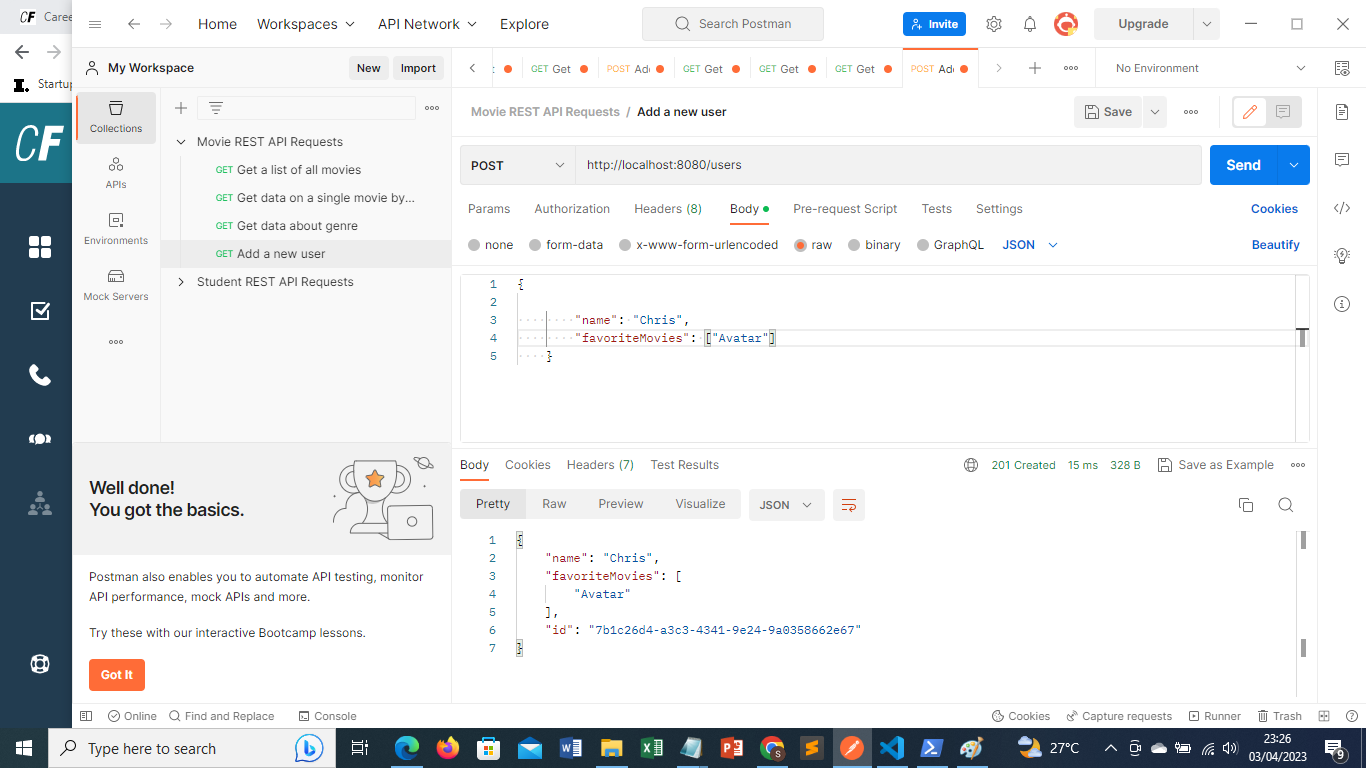 CF Caree
Startup
CF
Home Workspaces API Network Explore
Search Postman
Invite
Upgrade
My Workspace
New Import
GET Get
POST Ad
GET Get
GET Get
GET Get
POST Ad
No Environment
Collections
APIs
Environments
Mock Servers
Movie REST API Requests
GET Get a list of all movies
GET Get data on a single movie by...
GET Get data about genre
GET Add a new user
Student REST API Requests
Movie REST API Requests / Add a new user
Save
POST http://localhost:8080/users
Send
Params Authorization Headers (8) Body Pre-request Script Tests Settings Cookies
none form-data x-www-form-urlencoded raw binary GraphQL JSON Beautify
1 {
2
3 "name": "Chris",
4 "favoriteMovies": ["Avatar"]
5 }
Body Cookies Headers (7) Test Results
201 Created 15 ms 328 B Save as Example
Pretty Raw Preview Visualize JSON
1 {
2 "name": "Chris",
3 "favoriteMovies": [
4 "Avatar"
5 ],
6 "id": "7b1c26d4-a3c3-4341-9e24-9a0358662e67"
7 }
Well done!
You got the basics.
Postman also enables you to automate API testing, monitor
API performance, mock APIs and more.
Try these with our interactive Bootcamp lessons.
Got It
Online Find and Replace Console
Cookies Capture requests Runner Trash
Type here to search
27°C
23:26
03/04/2023
9